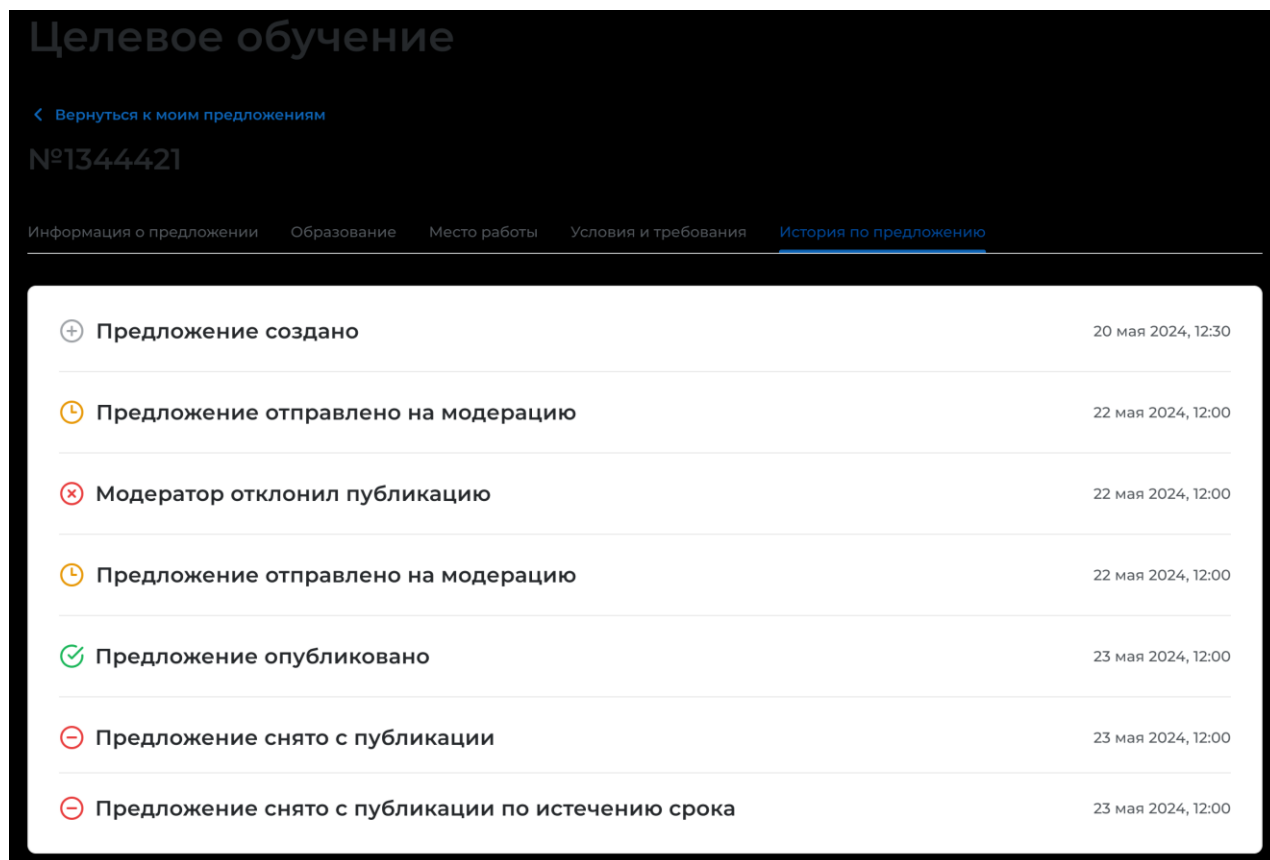 Целевое обучение
Вернуться к моим предложениям
№1344421
Информация о предложении Образование Место работы Условия и требования История по предложению
Предложение создано 20 мая 2024, 12:30
Предложение отправлено на модерацию 22 мая 2024, 12:00
Модератор отклонил публикацию 22 мая 2024, 12:00
Предложение отправлено на модерацию 22 мая 2024, 12:00
Предложение опубликовано 23 мая 2024, 12:00
Предложение снято с публикации 23 мая 2024, 12:00
Предложение снято с публикации по истечению срока 23 мая 2024, 12:00